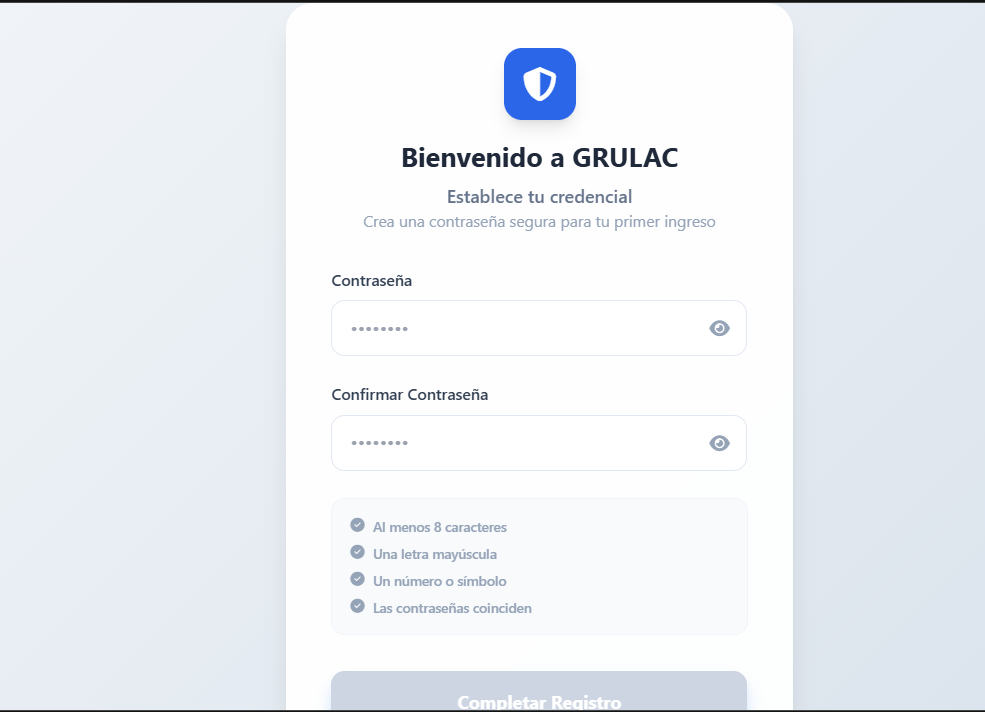 Bienvenido a GRULAC
Establece tu credencial
Crea una contraseña segura para tu primer ingreso
Contraseña
••••••••
Confirmar Contraseña
••••••••
Al menos 8 caracteres
Una letra mayúscula
Un número o símbolo
Las contraseñas coinciden
Completar Registro